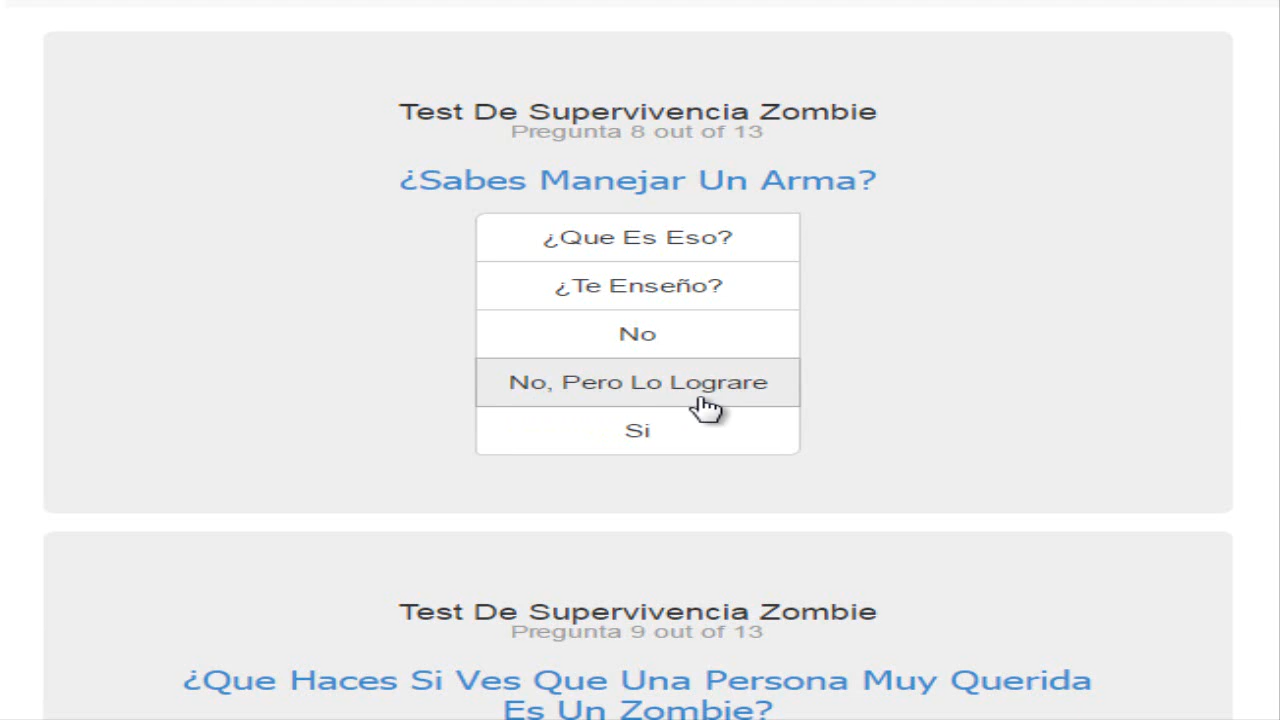 Test De Supervivencia Zombie
Pregunta 8 out of 13
¿Sabes Manejar Un Arma?
¿Que Es Eso?
¿Te Enseño?
No
No, Pero Lo Lograre
Si
Test De Supervivencia Zombie
Pregunta 9 out of 13
¿Que Haces Si Ves Que Una Persona Muy Querida
Es Un Zombie?